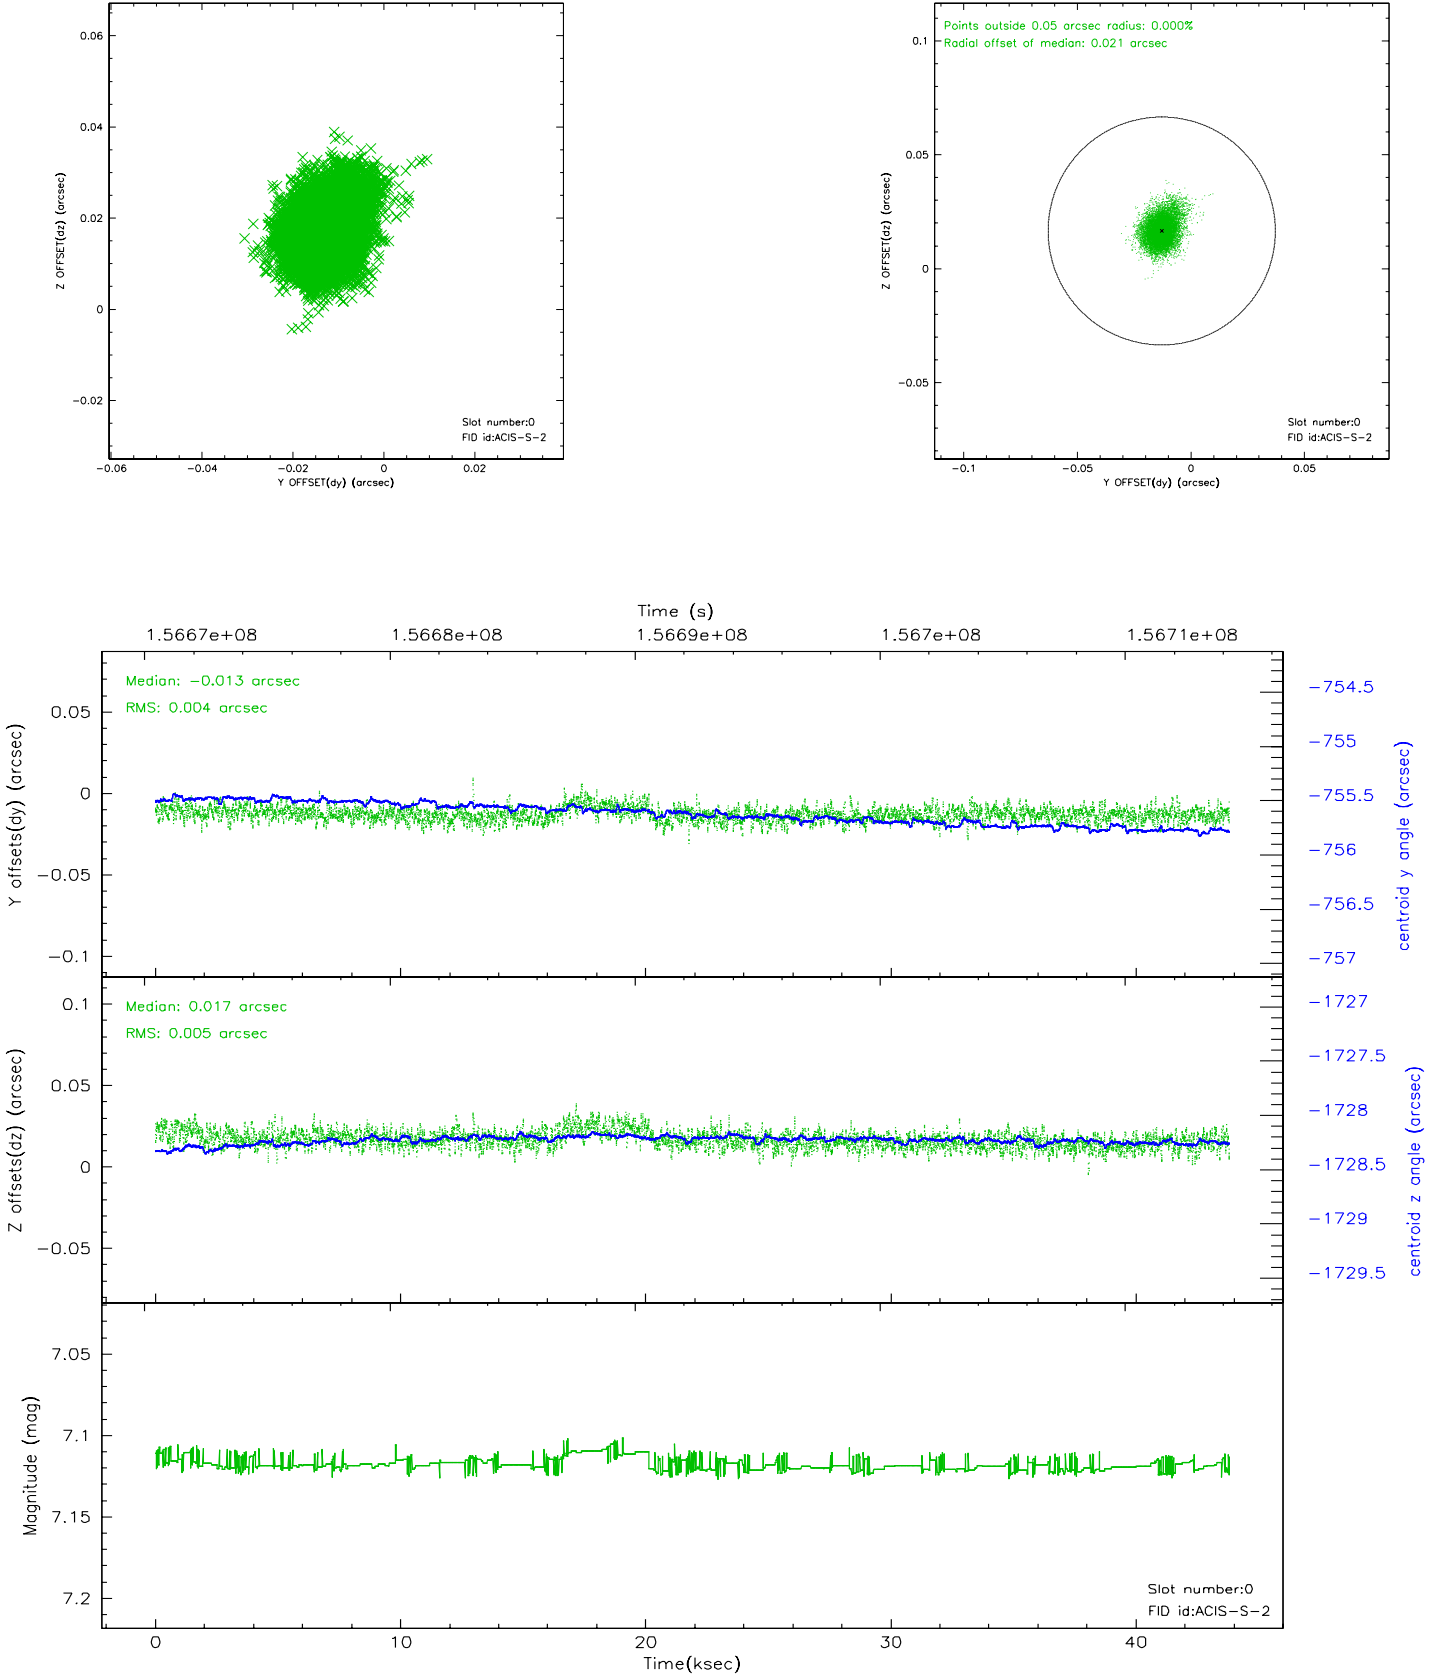 0.06
0.04
0.02
0
−0.02
Z OFFSET(dz) (arcsec)
Slot number:0
FID id:ACIS−S−2
−0.06
−0.04
−0.02
0
0.02
Y OFFSET(dy) (arcsec)
Points outside 0.05 arcsec radius: 0.000%
Radial offset of median: 0.021 arcsec
0.1
0.05
0
−0.05
Z OFFSET(dz) (arcsec)
Slot number:0
FID id:ACIS−S−2
−0.1
−0.05
0
0.05
Y OFFSET(dy) (arcsec)
Time (s)
1.5667e+08
1.5668e+08
1.5669e+08
1.567e+08
1.5671e+08
Median: −0.013 arcsec
RMS: 0.004 arcsec
0.05
0
−0.05
−0.1
Y offsets(dy) (arcsec)
−754.5
−755
−755.5
−756
−756.5
−757
centroid y angle (arcsec)
Median: 0.017 arcsec
RMS: 0.005 arcsec
0.1
0.05
0
−0.05
Z offsets(dz) (arcsec)
−1727
−1727.5
−1728
−1728.5
−1729
−1729.5
centroid z angle (arcsec)
7.05
7.1
7.15
7.2
Magnitude (mag)
Slot number:0
FID id:ACIS−S−2
0
10
20
30
40
Time(ksec)